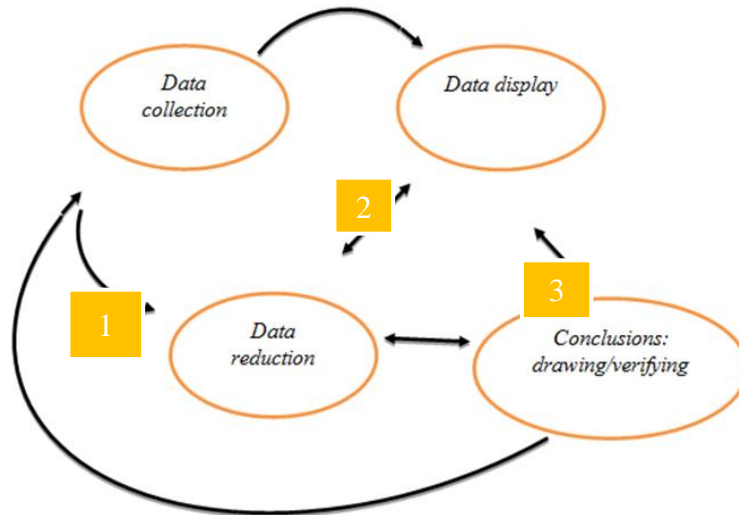 Data
collection
Data display
2
1
3
Data
reduction
Conclusions:
drawing/verifying